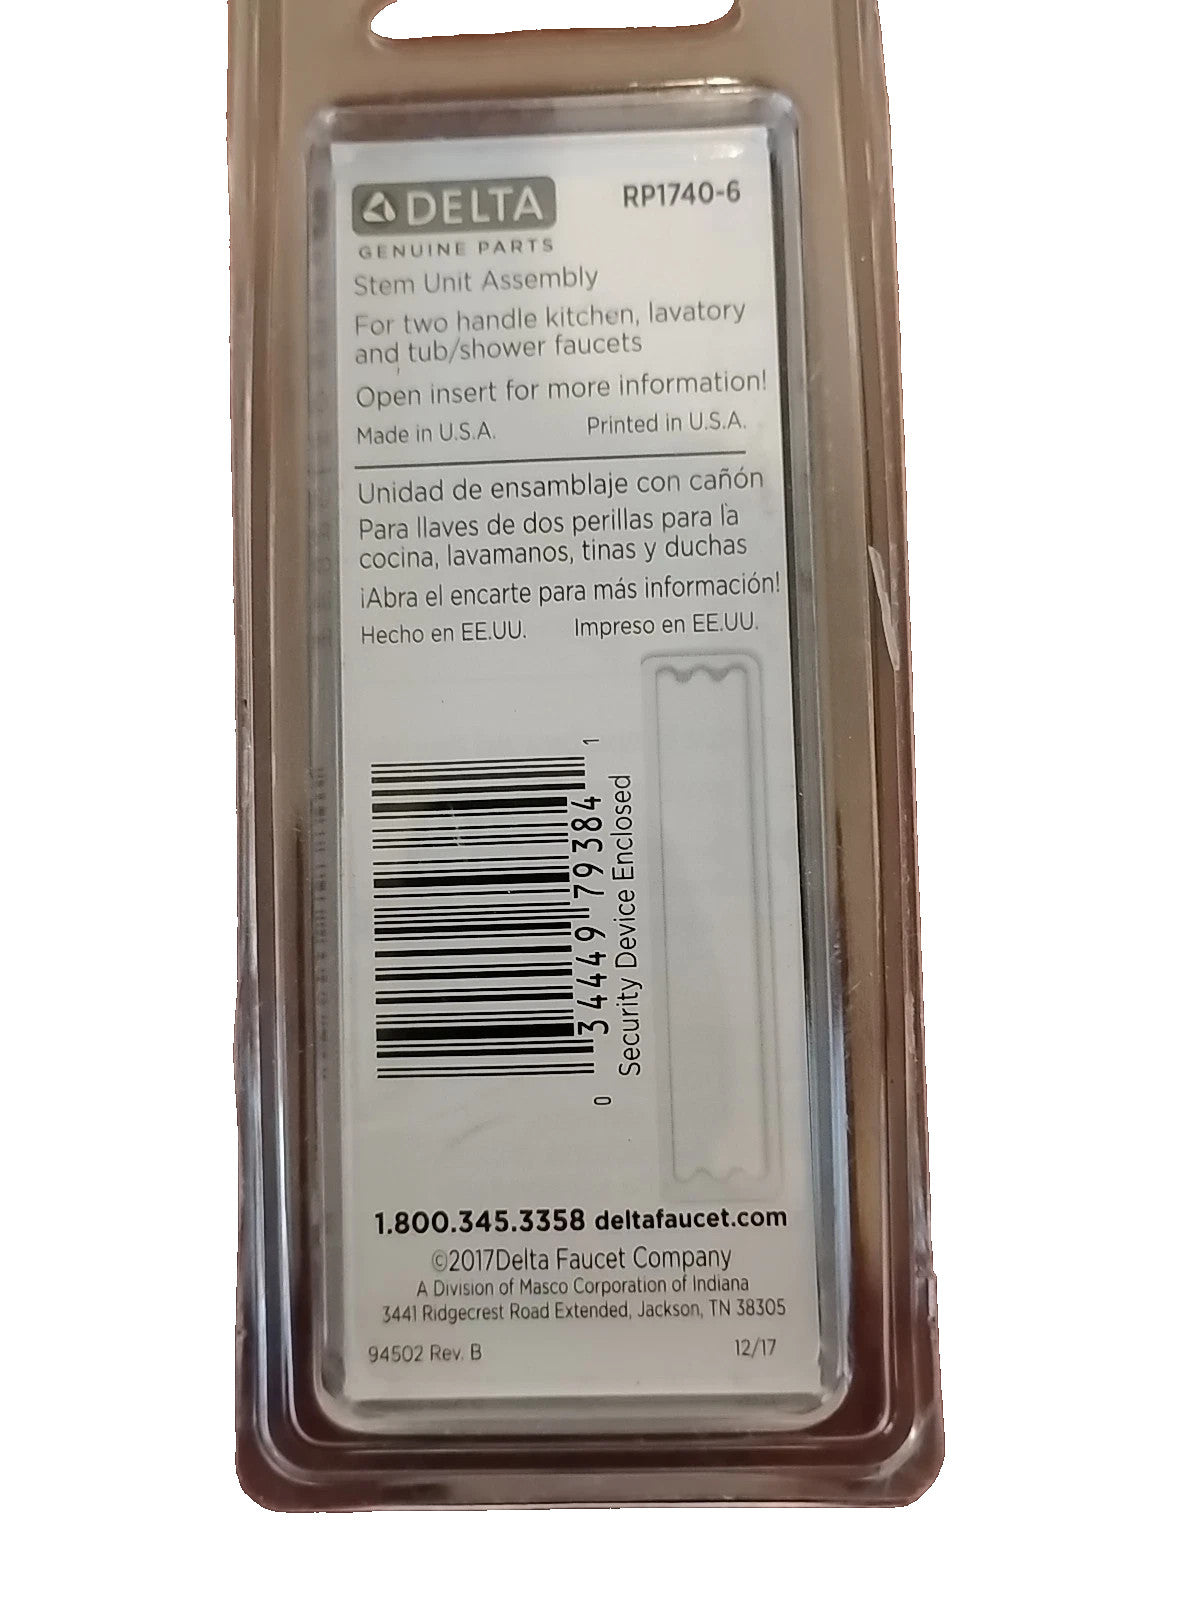 DELTA
RP1740-6
GENUINE PARTS
Stem Unit Assembly
For two handle kitchen, lavatory
and tub/shower faucets
Open insert for more information!
Made in U.S.A.
Printed in U.S.A.
Unidad de ensamblaje con cañón
Para llaves de dos perillas para la
cocina, lavamanos, tinas y duchas
¡Abra el encarte para más información!
Hecho en EE.UU.
Impreso en EE.UU.
0 34449 79384 1
Security Device Enclosed
1.800.345.3358 deltafaucet.com
©2017Delta Faucet Company
A Division of Masco Corporation of Indiana
3441 Ridgecrest Road Extended, Jackson, TN 38305
94502 Rev. B
12/17